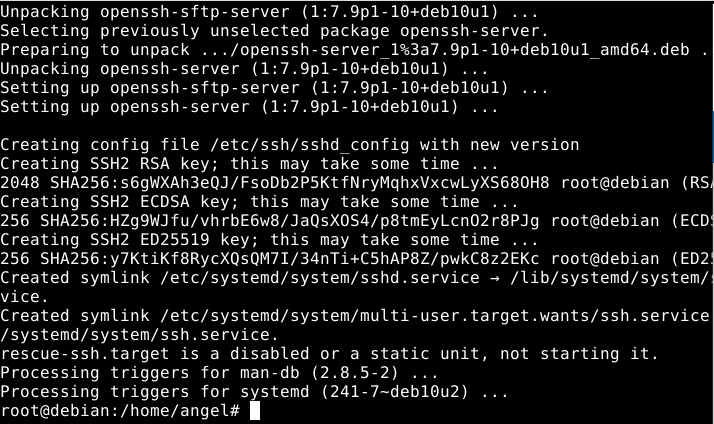 Unpacking openssh-sftp-server (1:7.9p1-10+deb10u1) ...
Selecting previously unselected package openssh-server.
Preparing to unpack .../openssh-server_1%3a7.9p1-10+deb10u1_amd64.deb .
Unpacking openssh-server (1:7.9p1-10+deb10u1) ...
Setting up openssh-sftp-server (1:7.9p1-10+deb10u1) ...
Setting up openssh-server (1:7.9p1-10+deb10u1) ...
Creating config file /etc/ssh/sshd_config with new version
Creating SSH2 RSA key; this may take some time ...
2048 SHA256:s6gWXAh3eQJ/FsoDb2P5KtfNryMqhxVxcwLyXS68OH8 root@debian (RSA
Creating SSH2 ECDSA key; this may take some time ...
256 SHA256:HZg9WJfu/vhrbE6w8/JaQsXOS4/p8tmEyLcnO2r8PJg root@debian (ECDS
Creating SSH2 ED25519 key; this may take some time ...
256 SHA256:y7KtiKf8RycXQsQM7I/34nTi+C5hAP8Z/pwkC8z2EKc root@debian (ED25
Created symlink /etc/systemd/system/sshd.service → /lib/systemd/system/s
vice.
Created symlink /etc/systemd/system/multi-user.target.wants/ssh.service
/systemd/system/ssh.service.
rescue-ssh.target is a disabled or a static unit, not starting it.
Processing triggers for man-db (2.8.5-2) ...
Processing triggers for systemd (241-7~deb10u2) ...
root@debian:/home/angel#